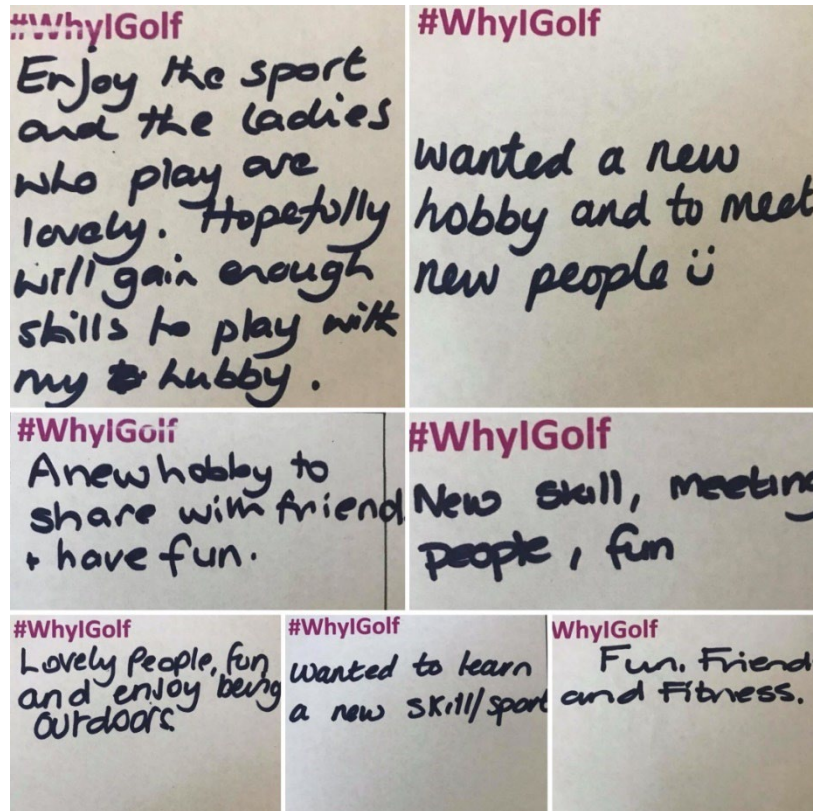 #WhyIGolf
Enjoy the sport
and the ladies
who play are
lovely. Hopefully
will gain enough
skills to play with
my hubby.
#WhyIGolf
wanted a new
hobby and to meet
new people ü
#WhyIGolf
A new hobby to
share with friend
+ have fun.
#WhyIGolf
New skill, meeting
people, fun
#WhyIGolf
Lovely People, fun
and enjoy being
outdoors
#WhyIGolf
wanted to learn
a new skill/sport
WhyIGolf
Fun. Friend
and Fitness.